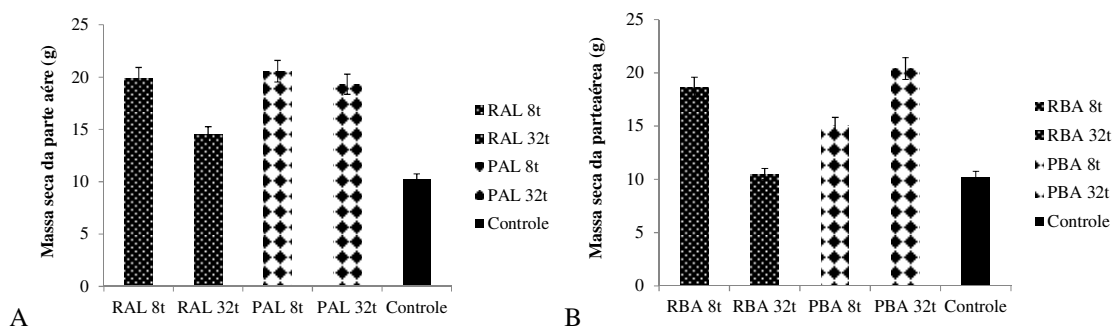 Massa seca da parte aére (g)
25
20
15
10
5
0
RAL 8t RAL 32t PAL 8t PAL 32t Controle
RAL 8t
RAL 32t
PAL 8t
PAL 32t
Controle
A
Massa seca da parteaérea (g)
25
20
15
10
5
0
RBA 8t RBA 32t PBA 8t PBA 32t Controle
RBA 8t
RBA 32t
PBA 8t
PBA 32t
Controle
B